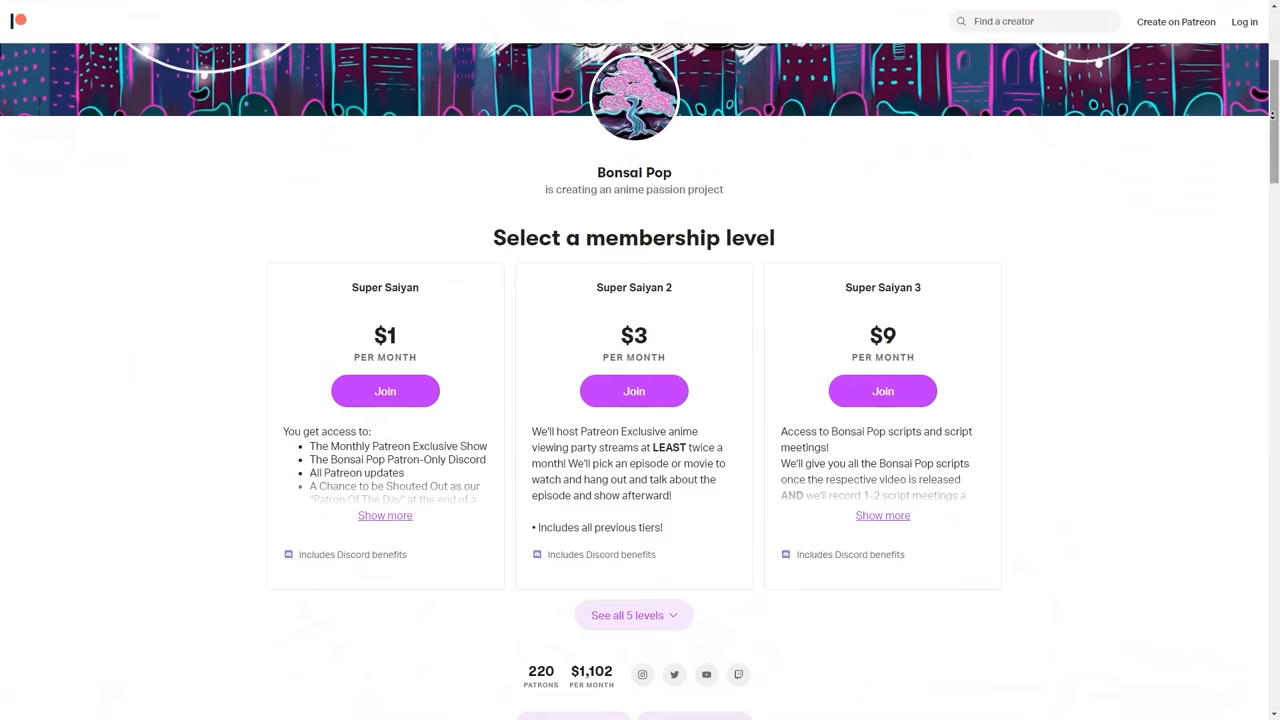 Find a creator
Create on Patreon
Log in
Bonsai Pop
is creating an anime passion project
Select a membership level
Super Saiyan
$1
PER MONTH
Join
You get access to:
• The Monthly Patreon Exclusive Show
• The Bonsai Pop Patron-Only Discord
• All Patreon updates
• A Chance to be Shouted Out as our
"Patron Of The Day" at the end of a
Show more
Includes Discord benefits
Super Saiyan 2
$3
PER MONTH
Join
We'll host Patreon Exclusive anime
viewing party streams at LEAST twice a
month! We'll pick an episode or movie to
watch and hang out and talk about the
episode and show afterward!
• Includes all previous tiers!
Includes Discord benefits
Super Saiyan 3
$9
PER MONTH
Join
Access to Bonsai Pop scripts and script
meetings!
We'll give you all the Bonsai Pop scripts
once the respective video is released
AND we'll record 1-2 script meetings a
Show more
Includes Discord benefits
See all 5 levels
220
PATRONS
$1,102
PER MONTH